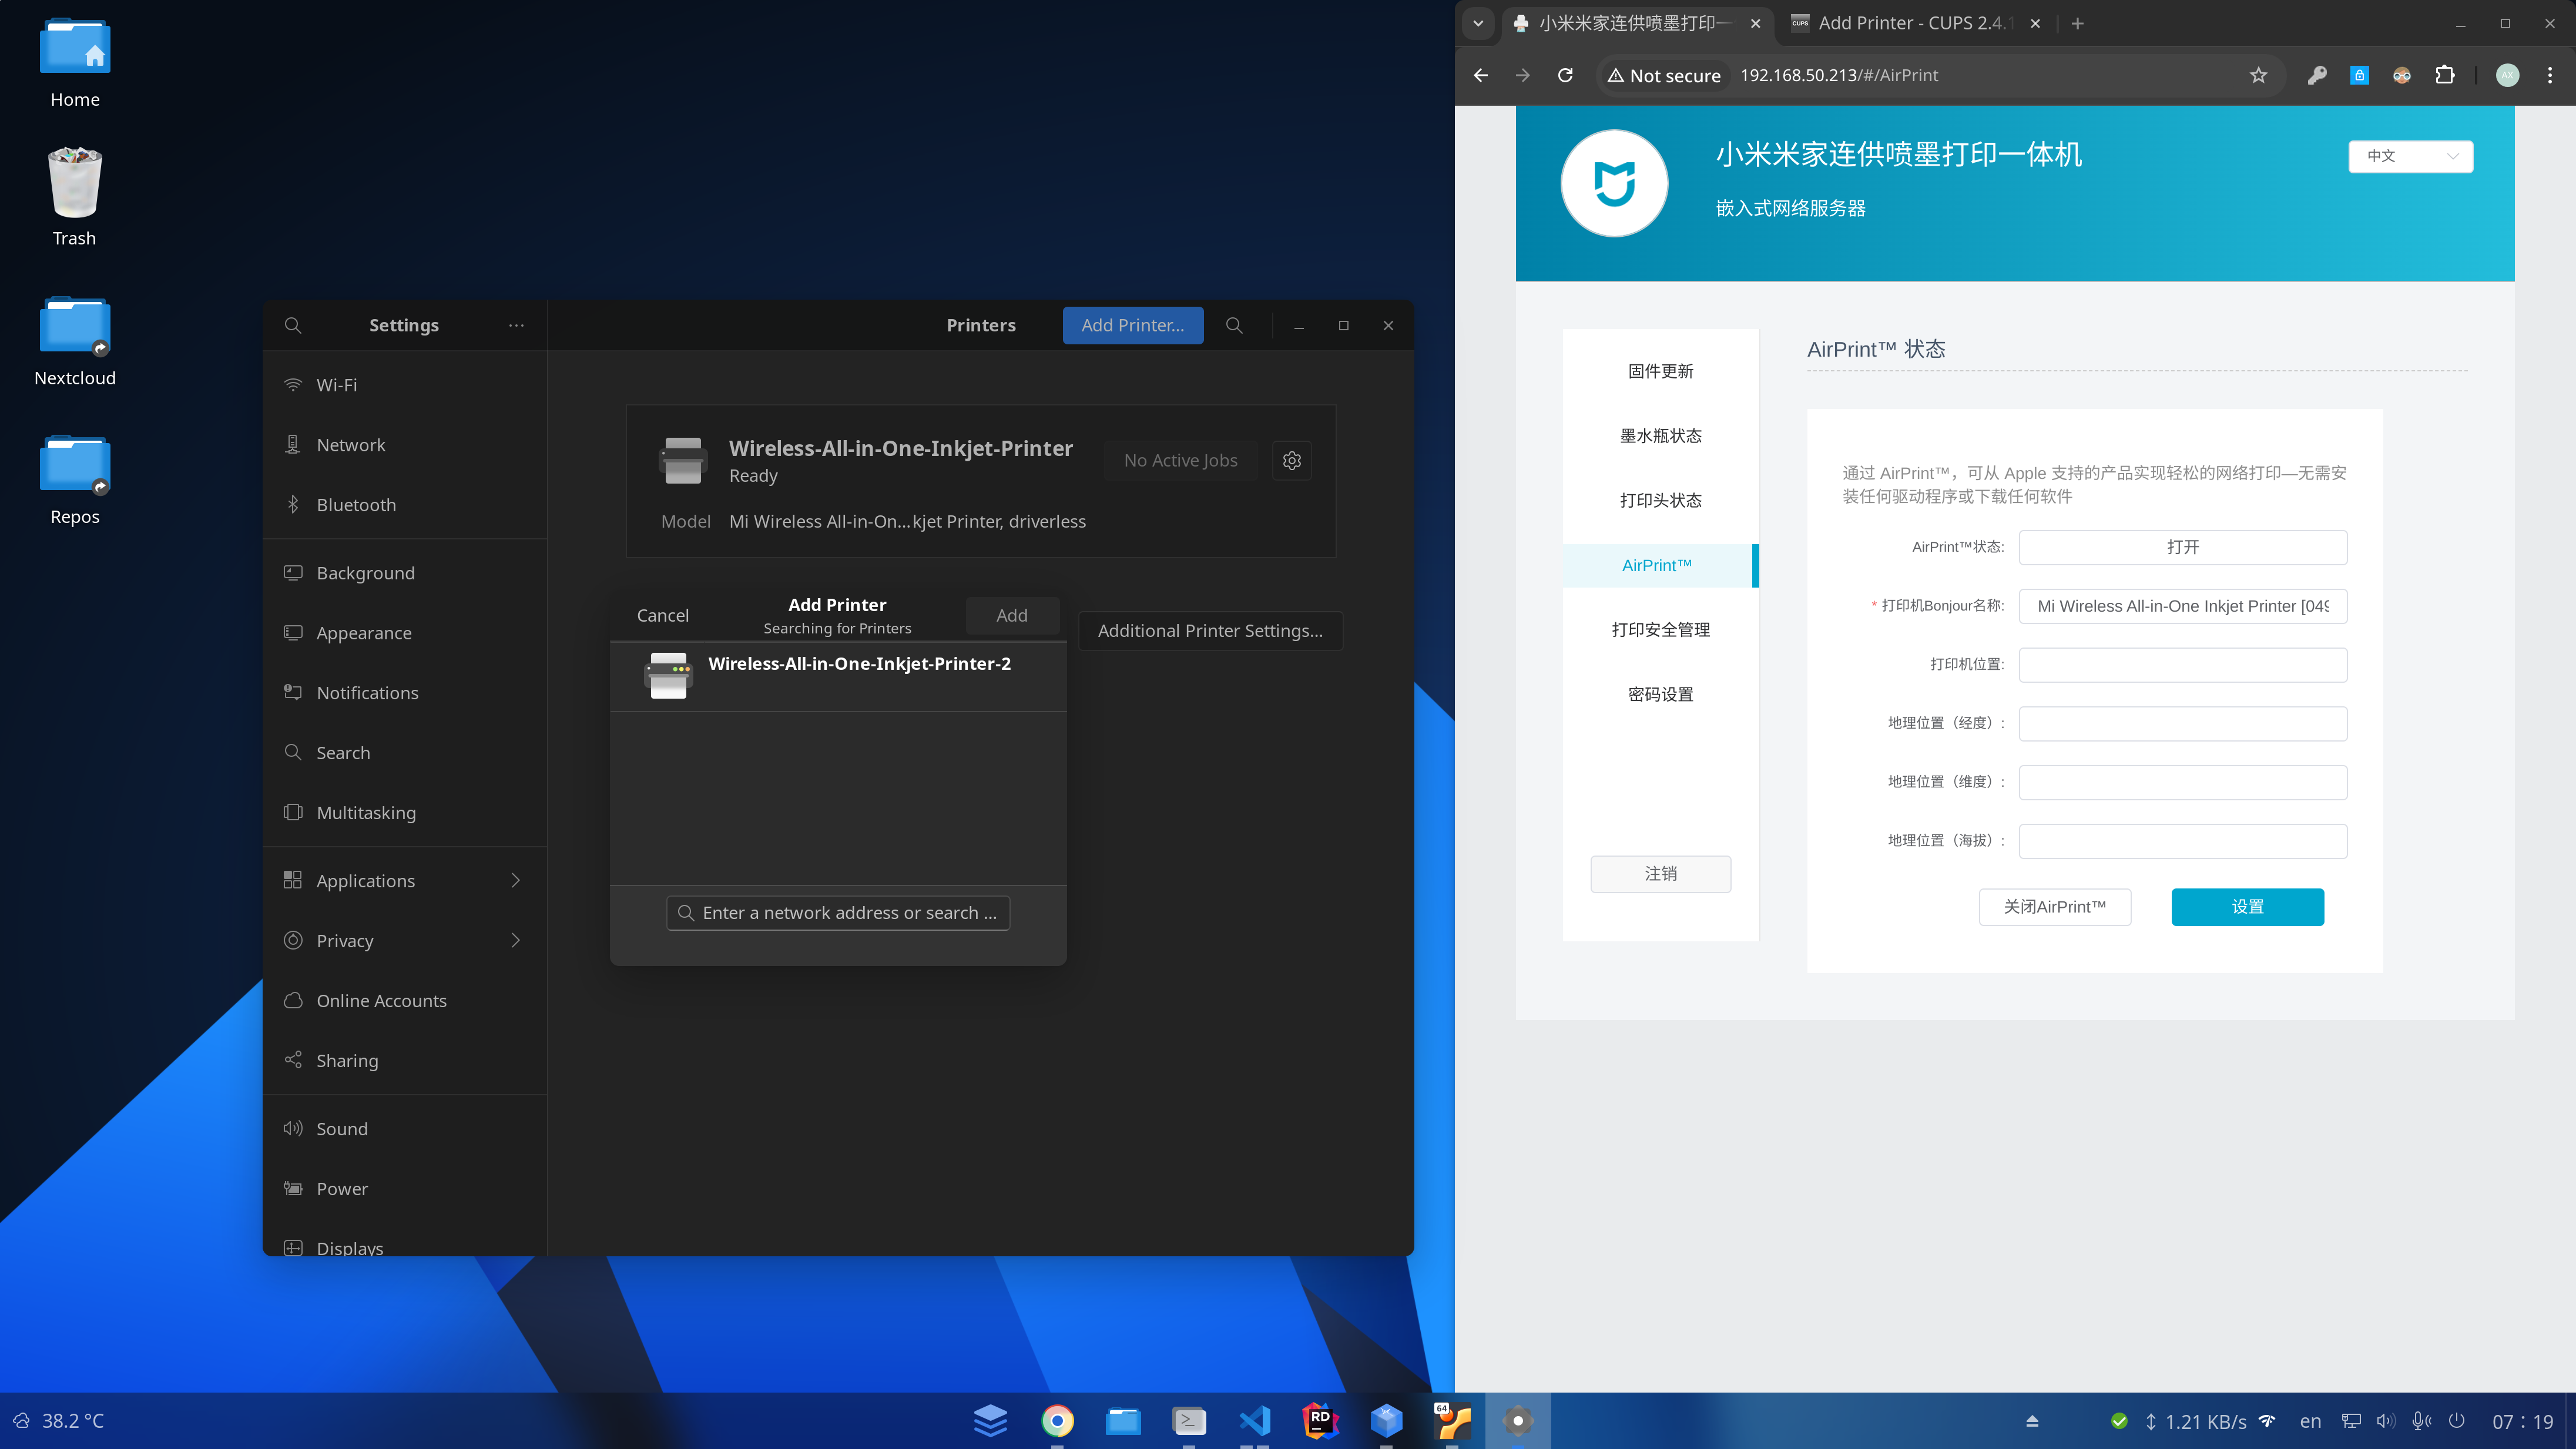 Home
Trash
Nextcloud
Repos
Settings
Wi-Fi
Network
Bluetooth
Background
Appearance
Notifications
Search
Multitasking
Applications
Privacy
Online Accounts
Sharing
Sound
Power
Displays
Printers
Add Printer...
Wireless-All-in-One-Inkjet-Printer
Ready
No Active Jobs
Model
Mi Wireless All-in-On...kjet Printer, driverless
Cancel
Add Printer
Searching for Printers
Add
Additional Printer Settings...
Wireless-All-in-One-Inkjet-Printer-2
Enter a network address or search ...
小米米家连供喷墨打印一
CUPS
Add Printer - CUPS 2.4.1
Not secure
192.168.50.213/#/AirPrint
AX
小米米家连供喷墨打印一体机
嵌入式网络服务器
中文
固件更新
墨水瓶状态
打印头状态
AirPrint™
打印安全管理
密码设置
注销
AirPrint™ 状态
通过 AirPrint™，可从 Apple 支持的产品实现轻松的网络打印—无需安
装任何驱动程序或下载任何软件
AirPrint™状态:
打开
* 打印机Bonjour名称:
Mi Wireless All-in-One Inkjet Printer [049
打印机位置:
地理位置（经度）:
地理位置（维度）:
地理位置（海拔）:
关闭AirPrint™
设置
38.2 °C
RD
64
1.21 KB/s
en
07 : 19